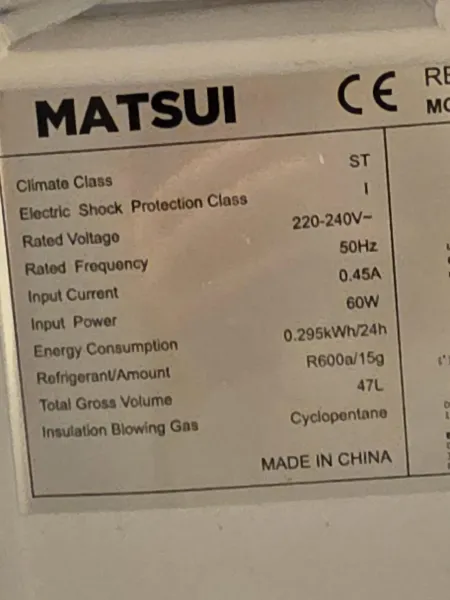 MATSUI CE RE
MO
Climate Class ST
Electric Shock Protection Class I
Rated Voltage 220-240V~
Rated Frequency 50Hz
Input Current 0.45A
Input Power 60W
Energy Consumption 0.295kWh/24h
Refrigerant/Amount R600a/15g
Total Gross Volume 47L
Insulation Blowing Gas Cyclopentane
MADE IN CHINA